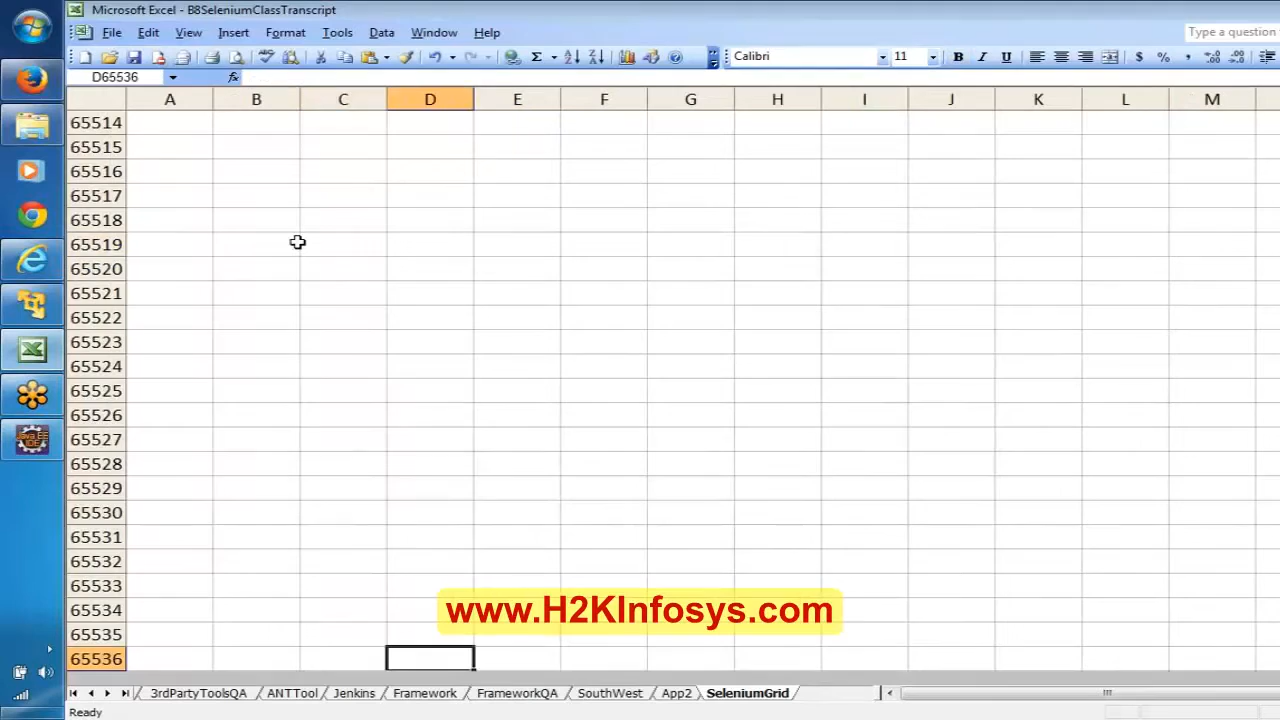 Microsoft Excel - B8SeleniumClassTranscript
File Edit View Insert Format Tools Data Window Help
Type a question
Calibri 11 B I U $ %
D65536 fx
A B C D E F G H I J K L M
65514
65515
65516
65517
65518
65519
65520
65521
65522
65523
65524
65525
65526
65527
65528
65529
65530
65531
65532
65533
65534
65535
65536
www.H2KInfosys.com
3rdPartyToolsQA ANTTool Jenkins Framework FrameworkQA SouthWest App2 SeleniumGrid
Ready